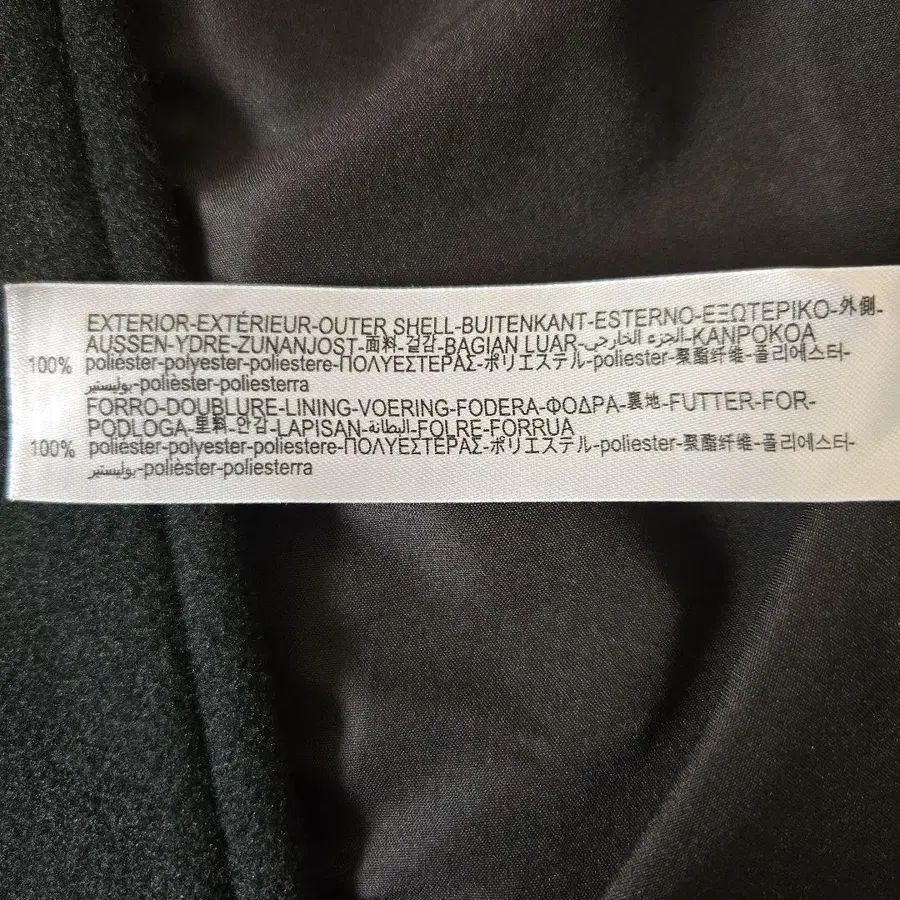 EXTERIOR-EXTÉRIEUR-OUTER SHELL-BUITENKANT-ESTERNO-ΕΞΩΤΕΡΙΚΟ-外側-
AUSSEN-YDRE-ZUNANJOST-面料-겉감-BAGIAN LUAR-الجزء الخارجي-KANPOKOA
100% poliéster-polyester-poliestere-ΠΟΛΥΕΣΤΕΡΑΣ-ポリエステル-poliester-聚酯纤维-폴리에스터-
بوليستير-polièster-poliesterra
FORRO-DOUBLURE-LINING-VOERING-FODERA-ΦΟΔΡΑ-裏地-FUTTER-FOR-
PODLOGA-里料-안감-LAPISAN-البطانة-FOLRE-FORRUA
100% poliéster-polyester-poliestere-ΠΟΛΥΕΣΤΕΡΑΣ-ポリエステル-poliester-聚酯纤维-폴리에스터-
بوليستير-polièster-poliesterra